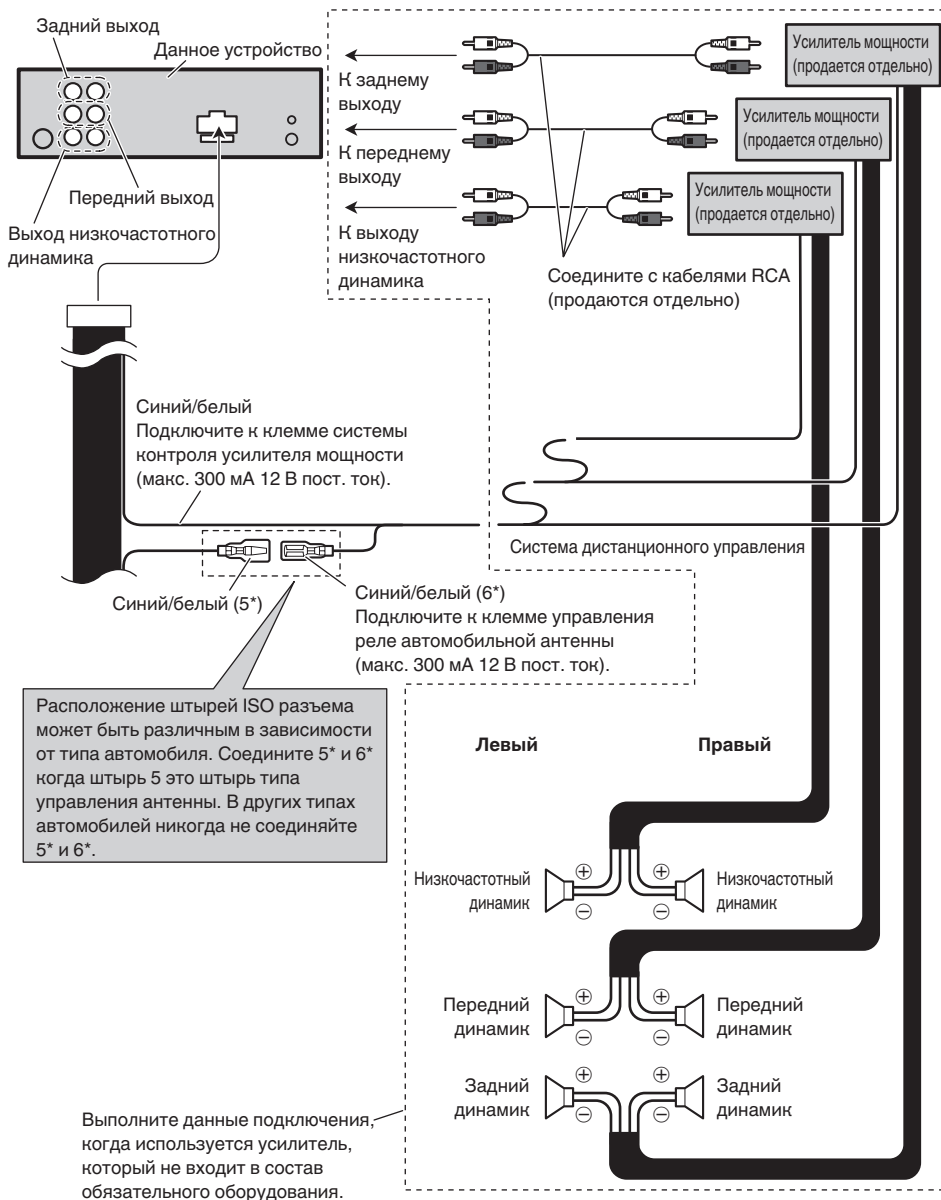 Задний выход
Данное устройство
К заднему
выходу
К переднему
выходу
К выходу
низкочастотного
динамика
Усилитель мощности
(продается отдельно)
Усилитель мощности
(продается отдельно)
Усилитель мощности
(продается отдельно)
Передний выход
Выход низкочастотного
динамика
Соедините с кабелями RCA
(продаются отдельно)
Синий/белый
Подключите к клемме системы
контроля усилителя мощности
(макс. 300 мА 12 В пост. ток).
Система дистанционного управления
Синий/белый (5*)
Синий/белый (6*)
Подключите к клемме управления
реле автомобильной антенны
(макс. 300 мА 12 В пост. ток).
Расположение штырей ISO разъема
может быть различным в зависимости
от типа автомобиля. Соедините 5* и 6*
когда штырь 5 это штырь типа
управления антенны. В других типах
автомобилей никогда не соединяйте
5* и 6*.
Левый
Правый
Низкочастотный
динамик
⊕
⊖
⊕
⊖
Низкочастотный
динамик
Передний
динамик
⊕
⊖
⊕
⊖
Передний
динамик
Задний
динамик
⊕
⊖
⊕
⊖
Задний
динамик
Выполните данные подключения,
когда используется усилитель,
который не входит в состав
обязательного оборудования.